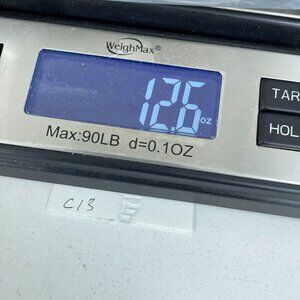 WeighMax
12.6 oz
TAR
HOL
Max:90LB d=0.1OZ
C13